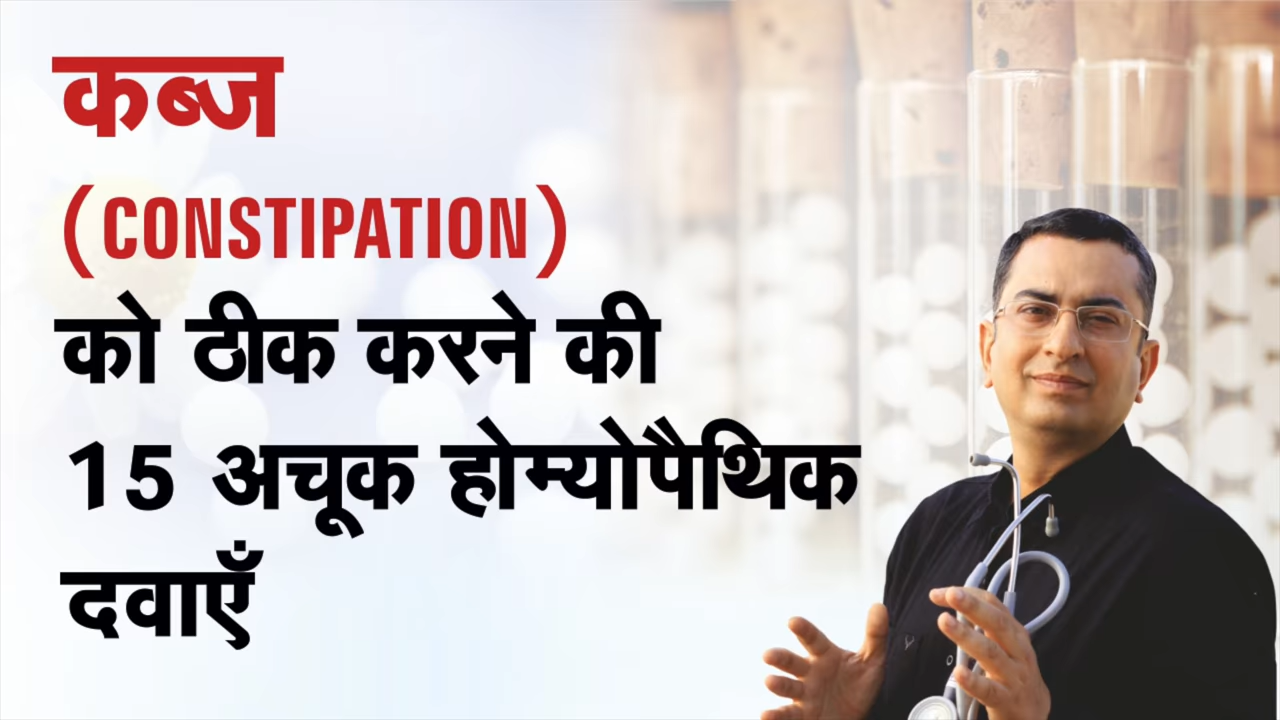 कब्ज
(CONSTIPATION)
को ठीक करने की
15 अचूक होम्योपैथिक
दवाएँ